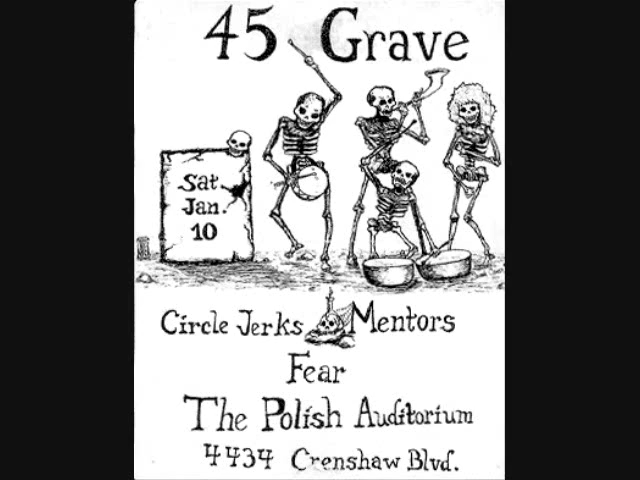 45 Grave
Sat.
Jan.
10
Circle Jerks Mentors
Fear
The Polish Auditorium
4434 Crenshaw Blvd.